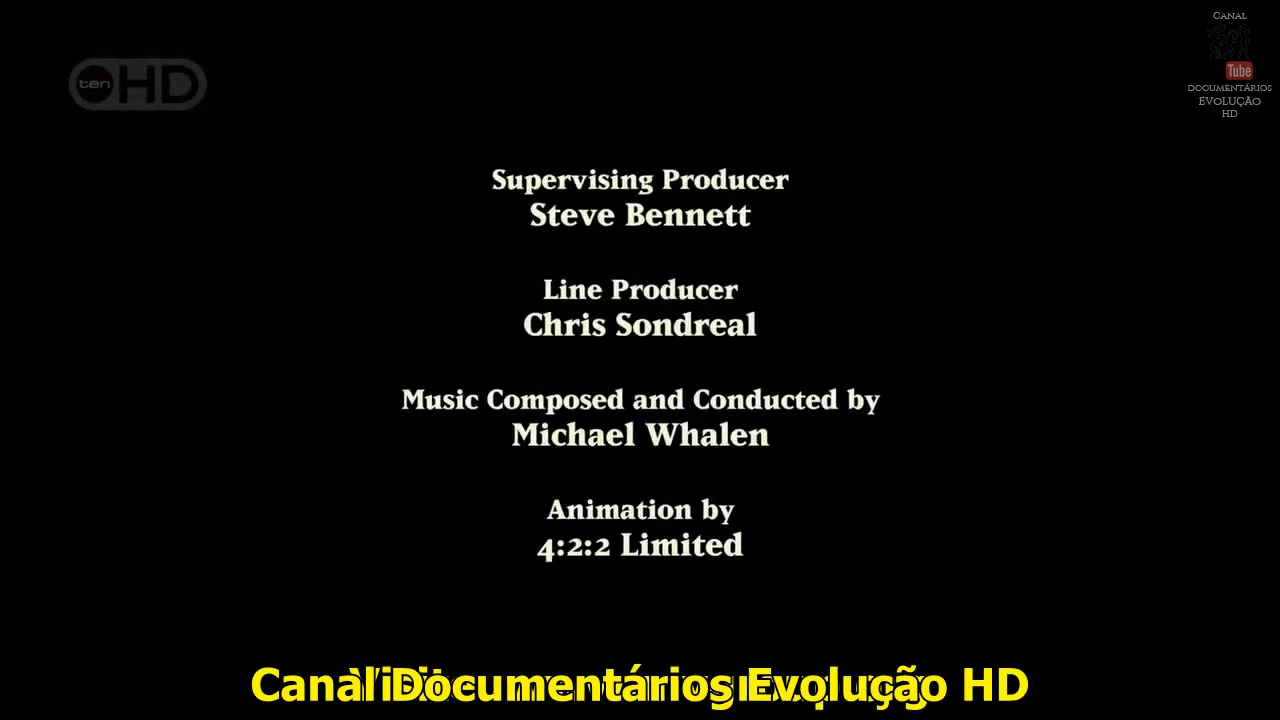 Canal
Tube
ten HD
DOCUMENTÁRIOS
EVOLUÇÃO
HD
Supervising Producer
Steve Bennett
Line Producer
Chris Sondreal
Music Composed and Conducted by
Michael Whalen
Animation by
4:2:2 Limited
Canal Documentários Evolução HD